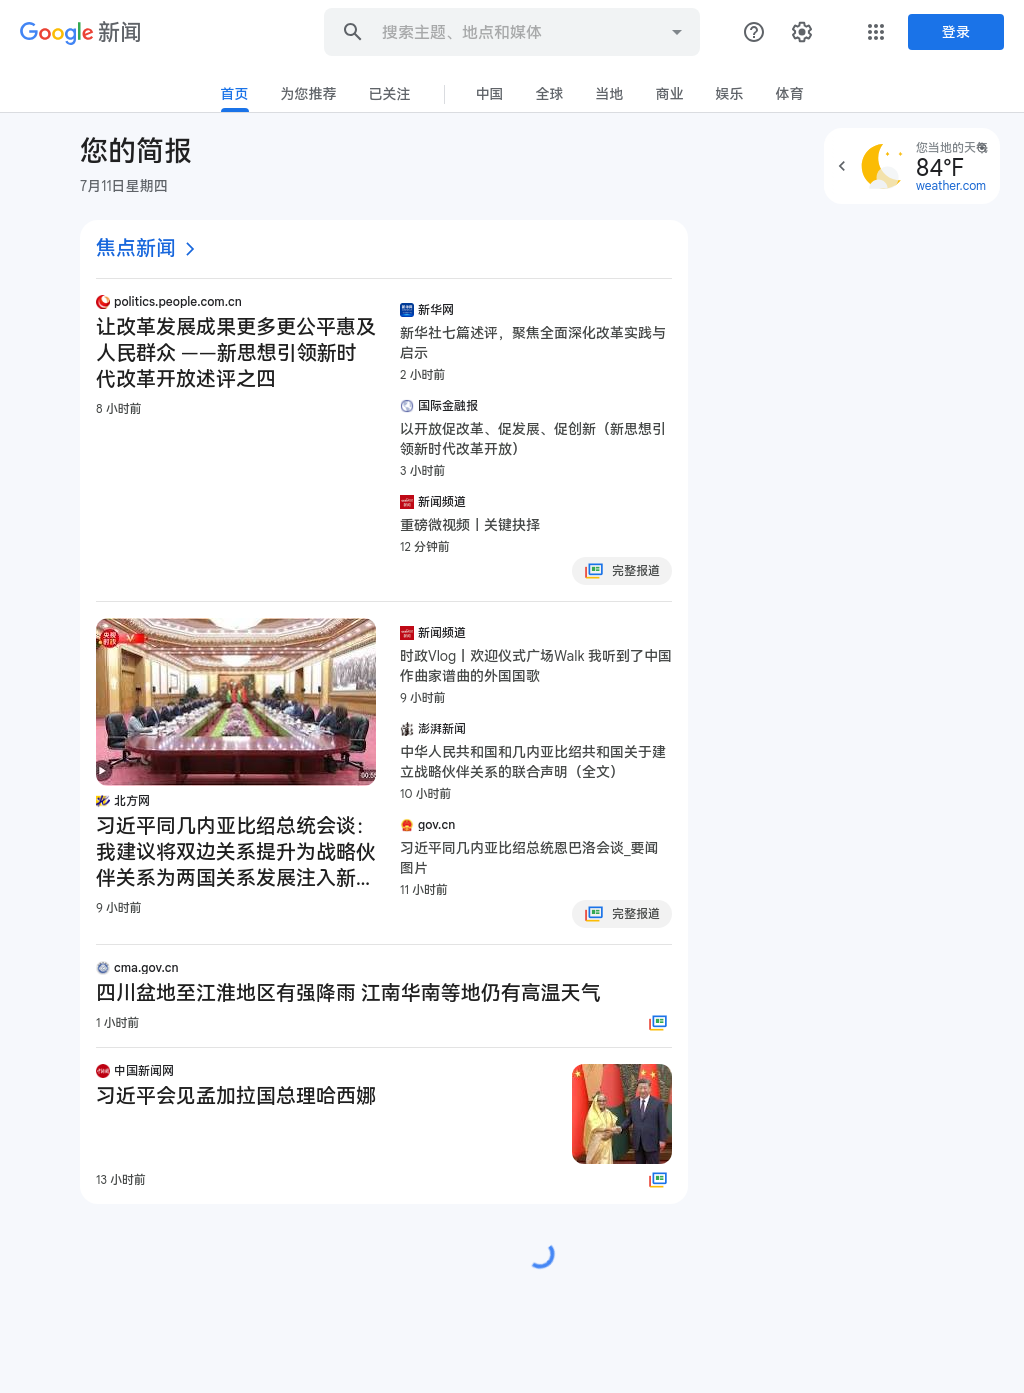 Google 新闻
搜索主题、地点和媒体
登录
首页
为您推荐
已关注
中国
全球
当地
商业
娱乐
体育
您的简报
7月11日星期四
您当地的天气
84°F
weather.com
焦点新闻
politics.people.com.cn
让改革发展成果更多更公平惠及
人民群众 ——新思想引领新时
代改革开放述评之四
8 小时前
新华网
新华社七篇述评，聚焦全面深化改革实践与
启示
2 小时前
国际金融报
以开放促改革、促发展、促创新（新思想引
领新时代改革开放）
3 小时前
新闻频道
重磅微视频丨关键抉择
12 分钟前
完整报道
央视
时政
00:55
北方网
习近平同几内亚比绍总统会谈：
我建议将双边关系提升为战略伙
伴关系为两国关系发展注入新...
9 小时前
新闻频道
时政Vlog丨欢迎仪式广场Walk 我听到了中国
作曲家谱曲的外国国歌
9 小时前
澎湃新闻
中华人民共和国和几内亚比绍共和国关于建
立战略伙伴关系的联合声明（全文）
10 小时前
gov.cn
习近平同几内亚比绍总统恩巴洛会谈_要闻
图片
11 小时前
完整报道
cma.gov.cn
四川盆地至江淮地区有强降雨 江南华南等地仍有高温天气
1 小时前
中国新闻网
习近平会见孟加拉国总理哈西娜
13 小时前